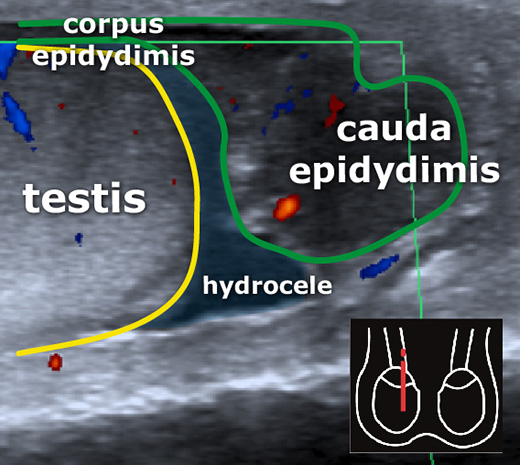 corpus
epidydimis
cauda
epidydimis
testis
hydrocele